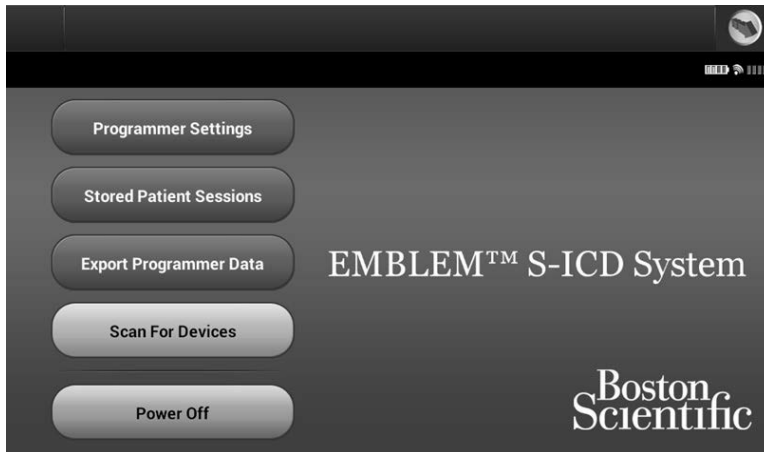 Programmer Settings
Stored Patient Sessions
Export Programmer Data
EMBLEM™ S-ICD System
Scan For Devices
Power Off
Boston
Scientific